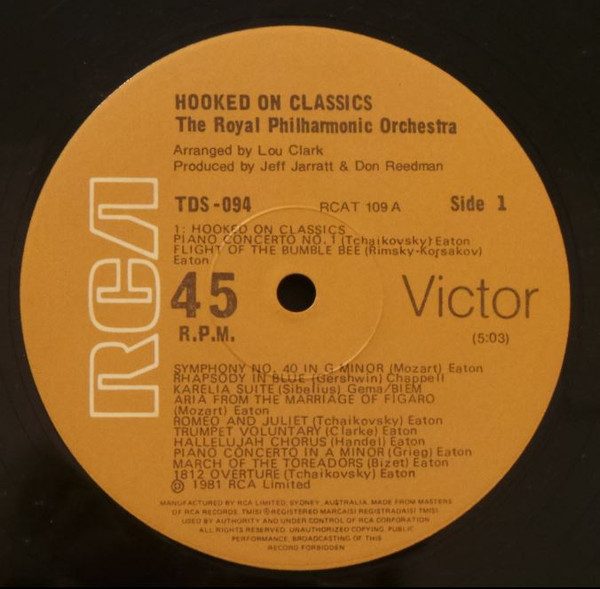 HOOKED ON CLASSICS
The Royal Philharmonic Orchestra
Arranged by Lou Clark
Produced by Jeff Jarratt & Don Reedman
TDS-094 RCAT 109 A Side 1
1: HOOKED ON CLASSICS
PIANO CONCERTO NO. 1 (Tchaikovsky) Eaton
FLIGHT OF THE BUMBLE BEE (Rimsky-Korsakov)
Eaton
RCA
45
R.P.M.
Victor
(5:03)
SYMPHONY NO. 40 IN G MINOR (Mozart) Eaton
RHAPSODY IN BLUE (Gershwin) Chappell
KARELIA SUITE (Sibelius) Gema/BIEM
ARIA FROM THE MARRIAGE OF FIGARO
(Mozart) Eaton
ROMEO AND JULIET (Tchaikovsky) Eaton
TRUMPET VOLUNTARY (Clarke) Eaton
HALLELUJAH CHORUS (Handel) Eaton
PIANO CONCERTO IN A MINOR (Grieg) Eaton
MARCH OF THE TOREADORS (Bizet) Eaton
1812 OVERTURE (Tchaikovsky) Eaton
℗ 1981 RCA Limited
MANUFACTURED BY RCA LIMITED, SYDNEY, AUSTRALIA, MADE FROM MASTERS
OF RCA RECORDS, TM(S) ® REGISTERED MARCA(S) REGISTRADA(S) TM(S)
USED BY AUTHORITY AND UNDER CONTROL OF RCA CORPORATION
ALL RIGHTS RESERVED. UNAUTHORIZED COPYING, PUBLIC
PERFORMANCE, BROADCASTING OF THIS
RECORD FORBIDDEN